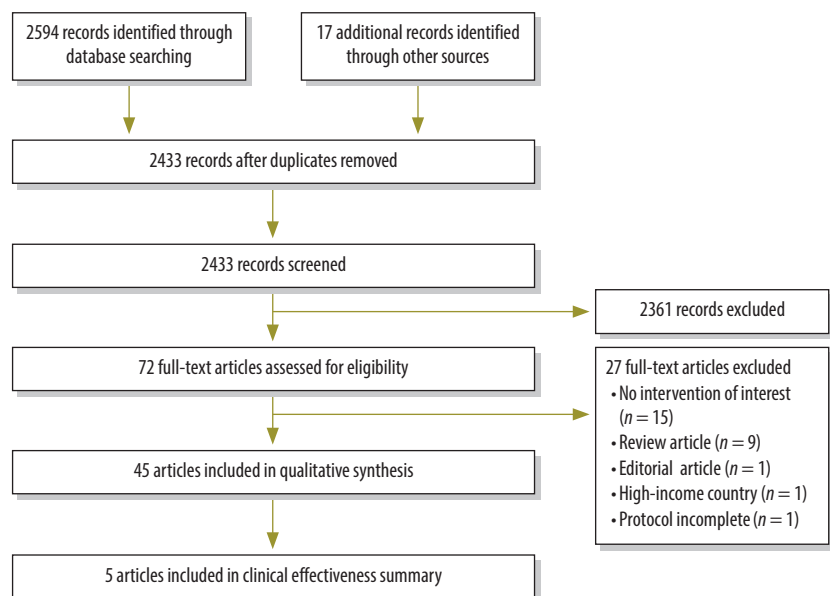 2594 records identified through
database searching
17 additional records identified
through other sources
2433 records after duplicates removed
2433 records screened
2361 records excluded
72 full-text articles assessed for eligibility
27 full-text articles excluded
• No intervention of interest
(n = 15)
• Review article (n = 9)
• Editorial article (n = 1)
• High-income country (n = 1)
• Protocol incomplete (n = 1)
45 articles included in qualitative synthesis
5 articles included in clinical effectiveness summary